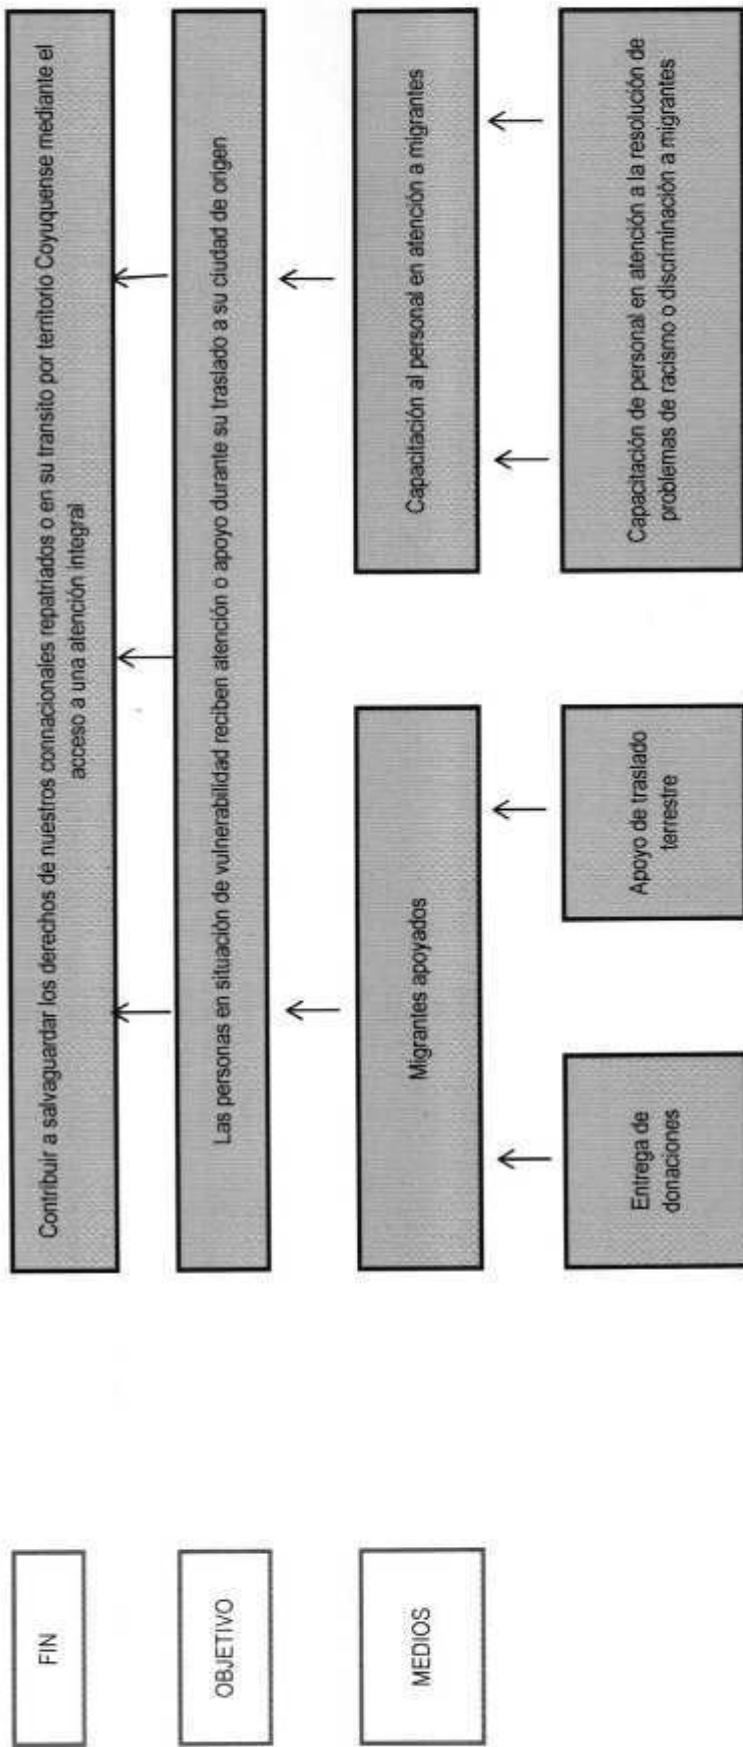 FIN
Contribuir a salvaguardar los derechos de nuestros connacionales repatriados o en su transito por territorio Coyuquense mediante el
acceso a una atención integral
OBJETIVO
Las personas en situación de vulnerabilidad reciben atención o apoyo durante su traslado a su ciudad de origen
MEDIOS
Migrantes apoyados
Capacitación al personal en atención a migrantes
Entrega de
donaciones
Apoyo de traslado
terrestre
Capacitación de personal en atención a la resolución de
problemas de racismo o discriminación a migrantes